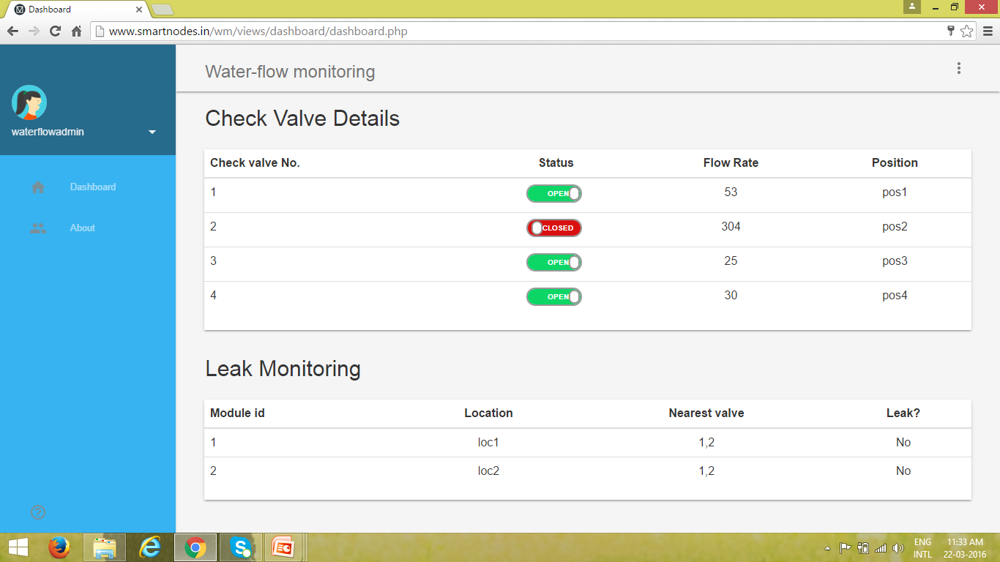 Dashboard
www.smartnodes.in/wm/views/dashboard/dashboard.php
Water-flow monitoring
waterflowadmin
Dashboard
About
Check Valve Details
Check valve No. Status Flow Rate Position
1 OPEN 53 pos1
2 CLOSED 304 pos2
3 OPEN 25 pos3
4 OPEN 30 pos4
Leak Monitoring
Module id Location Nearest valve Leak?
1 loc1 1,2 No
2 loc2 1,2 No
ENG 11:33 AM
INTL 22-03-2016